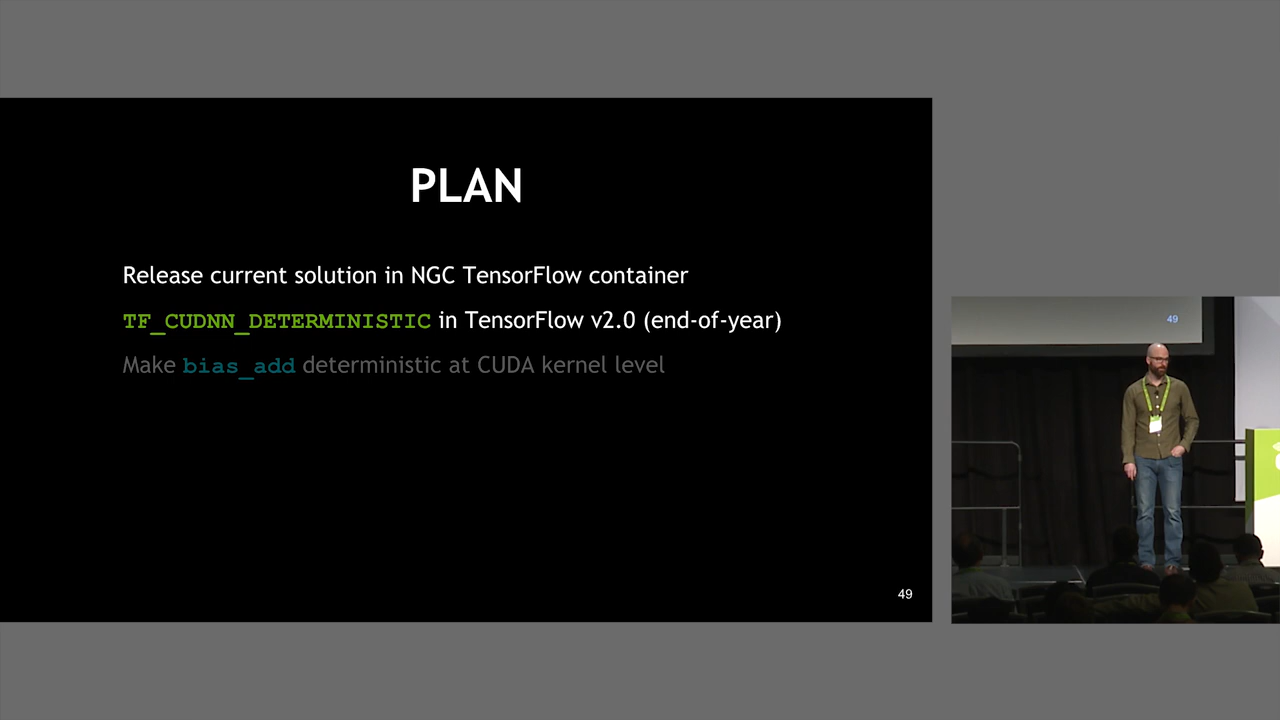 PLAN
Release current solution in NGC TensorFlow container
TF_CUDNN_DETERMINISTIC in TensorFlow v2.0 (end-of-year)
Make bias_add deterministic at CUDA kernel level
49
49